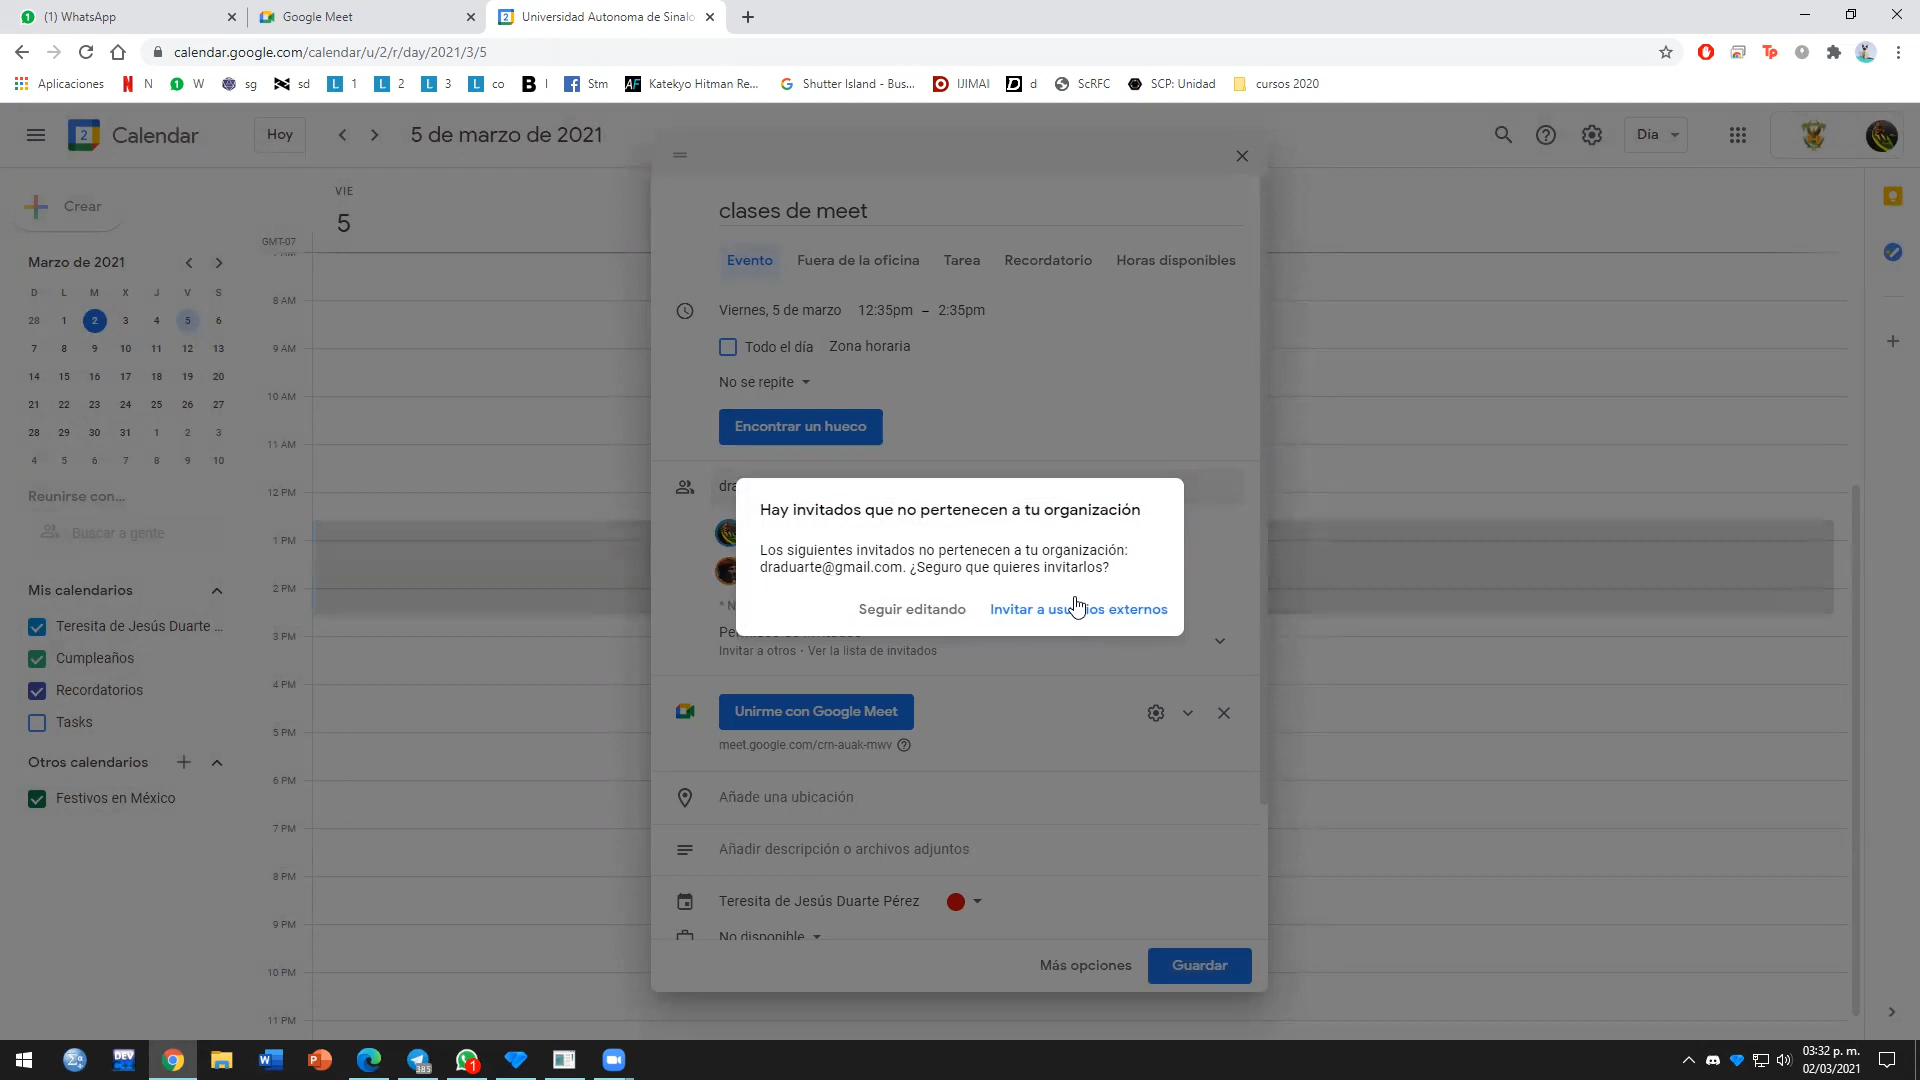 (1) WhatsApp
Google Meet
Universidad Autonoma de Sinalo
calendar.google.com/calendar/u/2/r/day/2021/3/5
Aplicaciones
N
W
sg
sd
1
2
3
co
I
Stm
Katekyo Hitman Re...
Shutter Island - Bus...
IJIMAI
d
ScRFC
SCP: Unidad
cursos 2020
Calendar
Hoy
5 de marzo de 2021
Día
Crear
VIE
5
GMT-07
Marzo de 2021
D L M X J V S
28 1 2 3 4 5 6
7 8 9 10 11 12 13
14 15 16 17 18 19 20
21 22 23 24 25 26 27
28 29 30 31 1 2 3
4 5 6 7 8 9 10
Reunirse con...
Buscar a gente
Mis calendarios
Teresita de Jesús Duarte ...
Cumpleaños
Recordatorios
Tasks
Otros calendarios
Festivos en México
8 AM
9 AM
10 AM
11 AM
12 PM
1 PM
2 PM
3 PM
4 PM
5 PM
6 PM
7 PM
8 PM
9 PM
10 PM
11 PM
clases de meet
Evento
Fuera de la oficina
Tarea
Recordatorio
Horas disponibles
Viernes, 5 de marzo 12:35pm – 2:35pm
Todo el día Zona horaria
No se repite
Encontrar un hueco
Hay invitados que no pertenecen a tu organización
Los siguientes invitados no pertenecen a tu organización:
draduarte@gmail.com. ¿Seguro que quieres invitarlos?
Seguir editando
Invitar a usuarios externos
Invitar a otros · Ver la lista de invitados
Unirme con Google Meet
meet.google.com/crn-auak-mwv
Añade una ubicación
Añadir descripción o archivos adjuntos
Teresita de Jesús Duarte Pérez
No disponible
Más opciones
Guardar
03:32 p. m.
02/03/2021